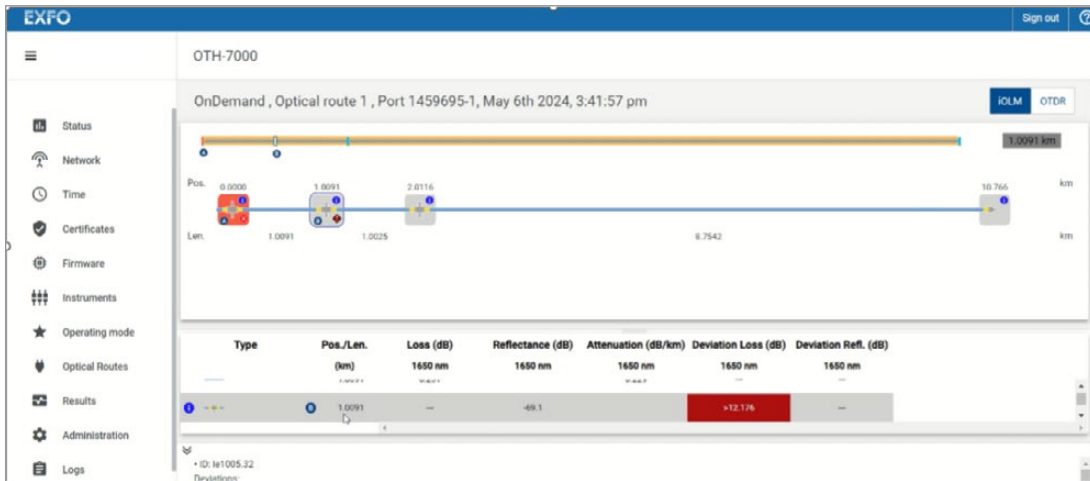 EXFO
Sign out
OTH-7000
OnDemand , Optical route 1 , Port 1459695-1, May 6th 2024, 3:41:57 pm
iOLM OTDR
Status
Network
Time
Certificates
Firmware
Instruments
Operating mode
Optical Routes
Results
Administration
Logs
1.0091 km
A B
Pos. 0.0000 1.0091 2.0116 10.766 km
Len. 1.0091 1.0025 8.7542 km
Type Pos./Len. Loss (dB) Reflectance (dB) Attenuation (dB/km) Deviation Loss (dB) Deviation Refl. (dB)
(km) 1650 nm 1650 nm 1650 nm 1650 nm 1650 nm
B 1.0091 --- -69.1 >12.176 ---
• ID: le1005.32
Deviations: